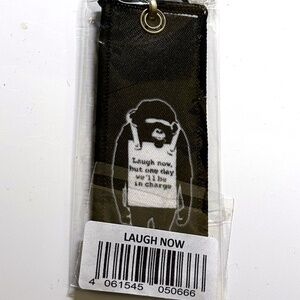 Laugh now,
but one day
we'll be
in charge
LAUGH NOW
4 061545 050666